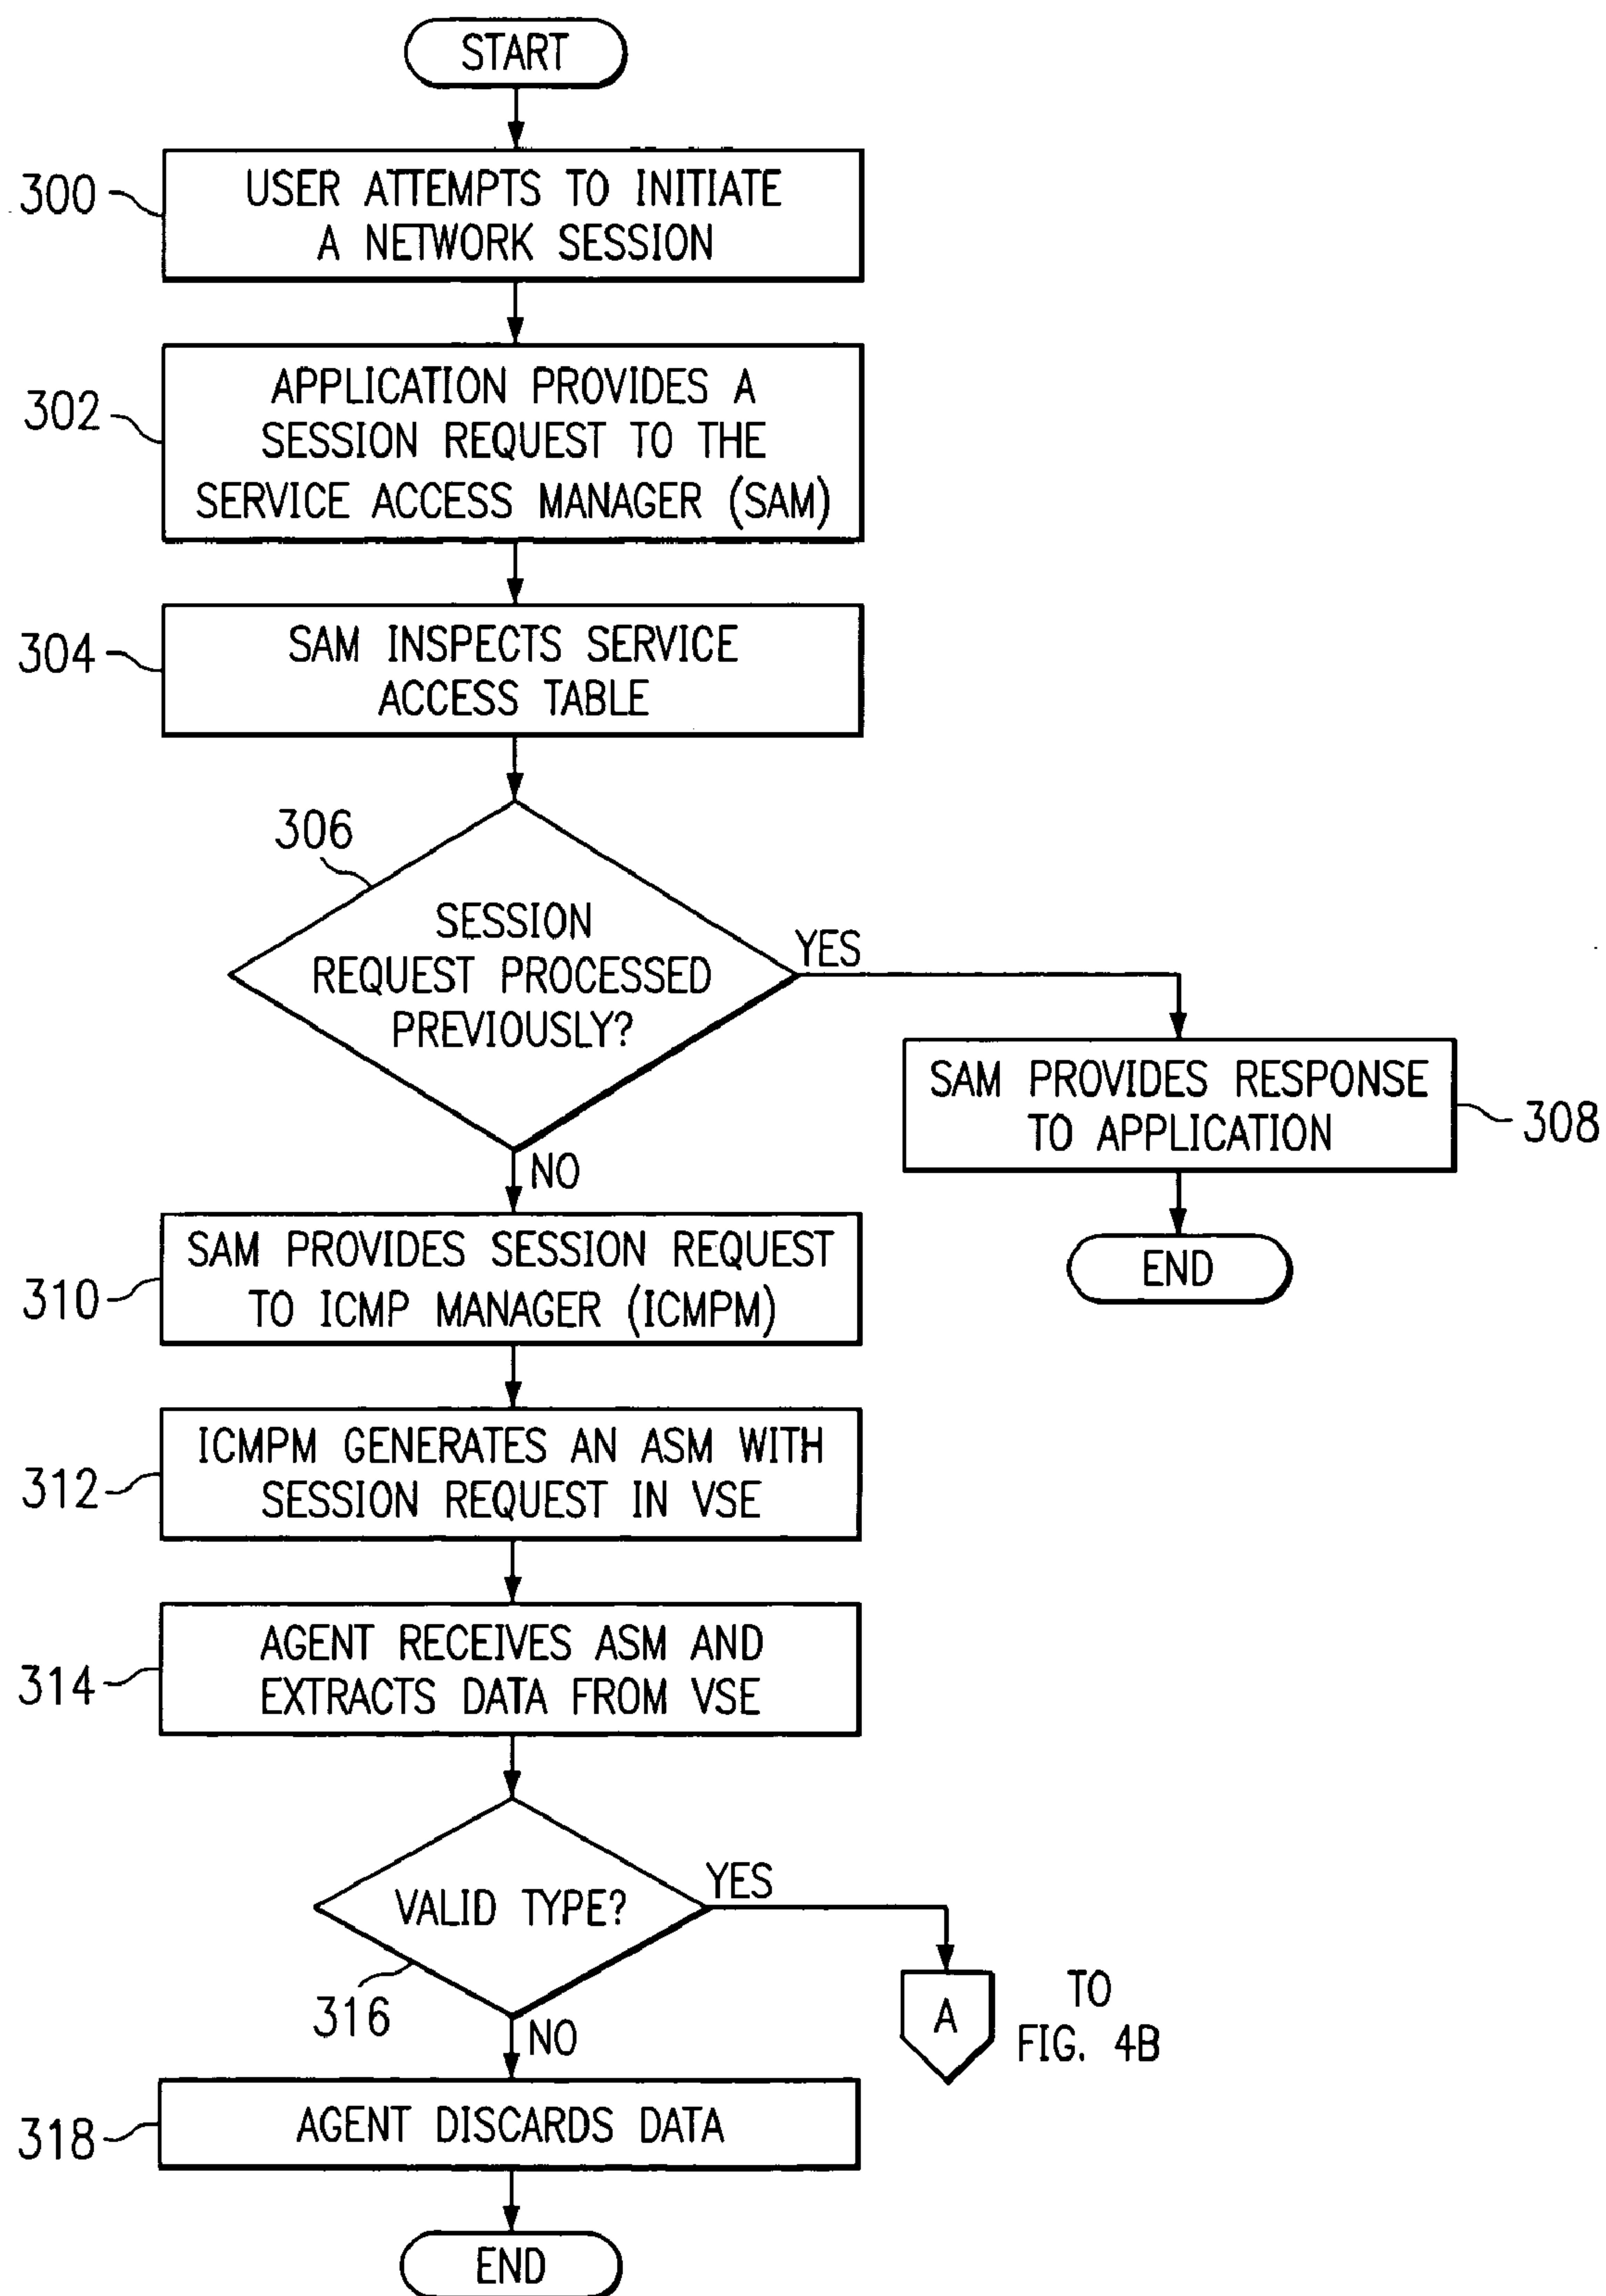 START
300
USER ATTEMPTS TO INITIATE
A NETWORK SESSION
302
APPLICATION PROVIDES A
SESSION REQUEST TO THE
SERVICE ACCESS MANAGER (SAM)
304
SAM INSPECTS SERVICE
ACCESS TABLE
306
SESSION
REQUEST PROCESSED
PREVIOUSLY?
YES
SAM PROVIDES RESPONSE
TO APPLICATION
308
END
NO
310
SAM PROVIDES SESSION REQUEST
TO ICMP MANAGER (ICMPM)
312
ICMPM GENERATES AN ASM WITH
SESSION REQUEST IN VSE
314
AGENT RECEIVES ASM AND
EXTRACTS DATA FROM VSE
VALID TYPE?
316
YES
A
TO
FIG. 4B
NO
318
AGENT DISCARDS DATA
END